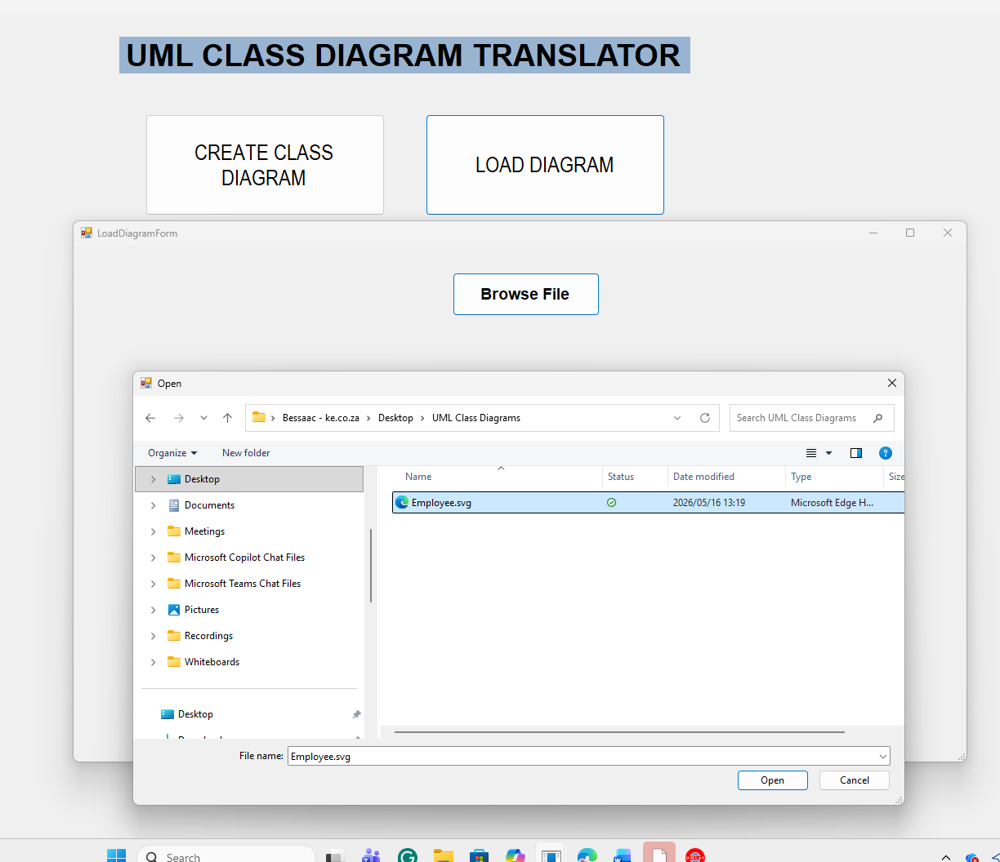 UML CLASS DIAGRAM TRANSLATOR
CREATE CLASS
DIAGRAM
LOAD DIAGRAM
LoadDiagramForm
Browse File
Open
Bessaac - ke.co.za > Desktop > UML Class Diagrams
Search UML Class Diagrams
Organize
New folder
Name
Status
Date modified
Type
Size
Desktop
Documents
Meetings
Microsoft Copilot Chat Files
Microsoft Teams Chat Files
Pictures
Recordings
Whiteboards
Desktop
Employee.svg
2026/05/16 13:19
Microsoft Edge H...
File name:
Employee.svg
Open
Cancel
Search